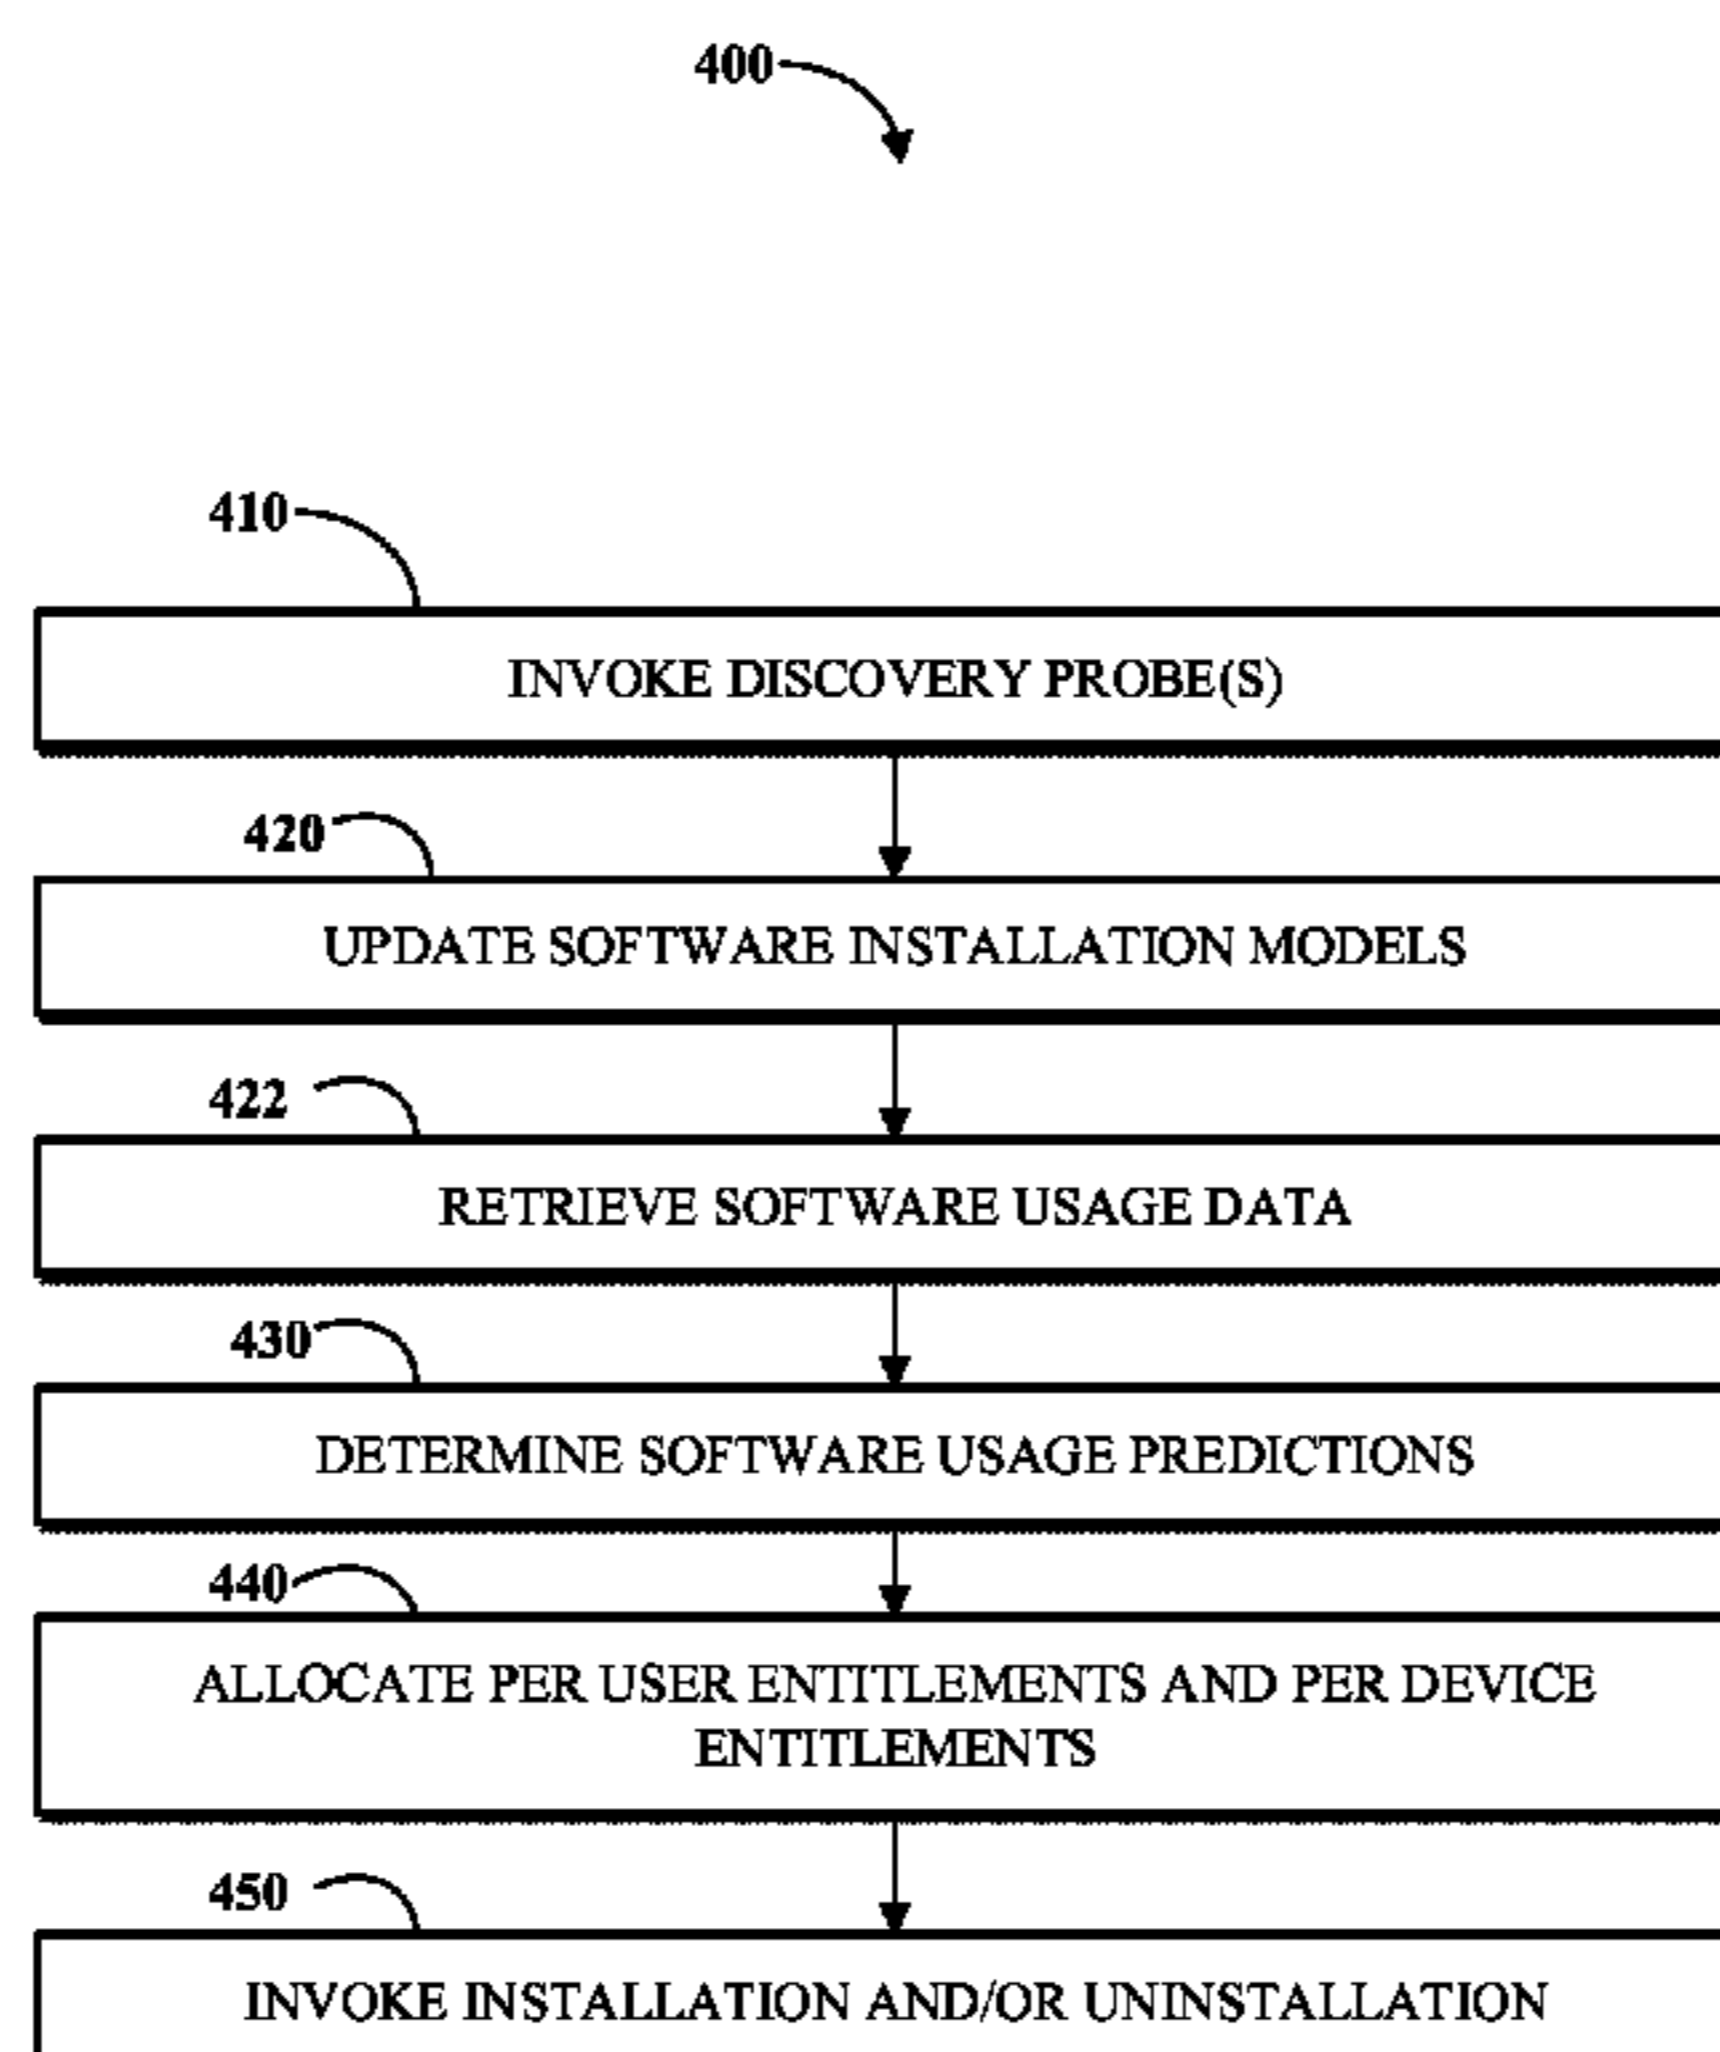 400
410
INVOKE DISCOVERY PROBE(S)
420
UPDATE SOFTWARE INSTALLATION MODELS
422
RETRIEVE SOFTWARE USAGE DATA
430
DETERMINE SOFTWARE USAGE PREDICTIONS
440
ALLOCATE PER USER ENTITLEMENTS AND PER DEVICE
ENTITLEMENTS
450
INVOKE INSTALLATION AND/OR UNINSTALLATION